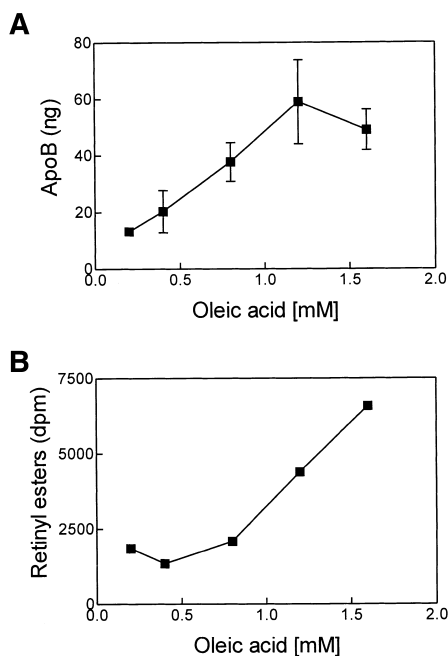 A
80
60
40
20
0
ApoB (ng)
0.0 0.5 1.0 1.5 2.0
Oleic acid [mM]
B
7500
5000
2500
0
Retinyl esters (dpm)
0.0 0.5 1.0 1.5 2.0
Oleic acid [mM]